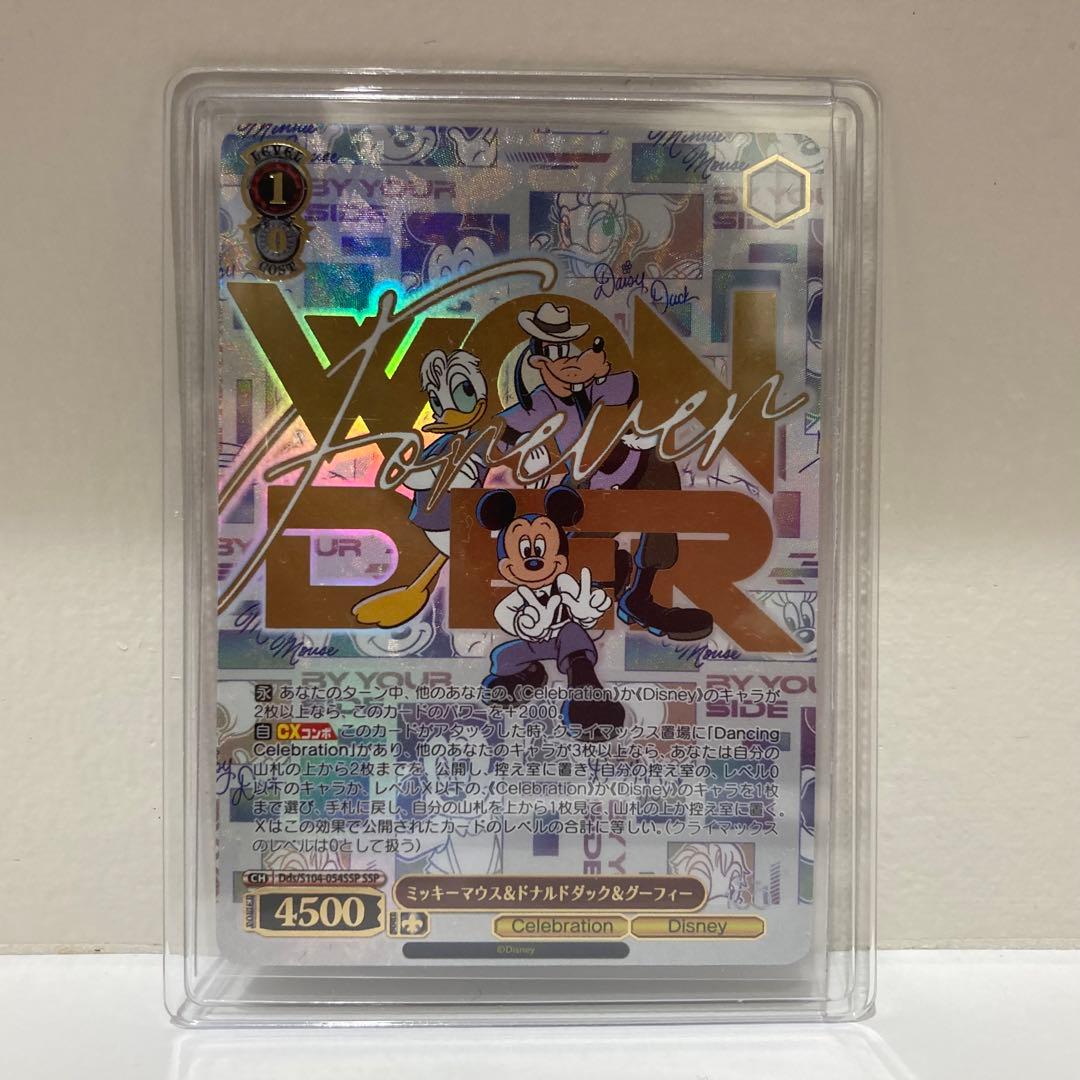 Minnie
Mouse
Minnie
Mouse
LEVEL
1
0
COST
BY YOUR
SIDE
BY
SIDE
Daisy
Duck
WON
Forever
DER
BY
UR
Mouse
Mouse
BY YOU
SIDE
永 あなたのターン中、他のあなたの、《Celebration》か《Disney》のキャラが
2枚以上なら、このカードのパワーを+2000。
自 CXコンボ このカードがアタックした時、クライマックス置場に「Dancing
Celebration」があり、他のあなたのキャラが3枚以上なら、あなたは自分の
山札の上から2枚までを、公開し、控え室に置き、自分の控え室の、レベル0
以下のキャラか、レベルX以下の、《Celebration》か《Disney》のキャラを1枚
まで選び、手札に戻し、自分の山札を上から1枚見て、山札の上か控え室に置く。
Xはこの効果で公開されたカードのレベルの合計に等しい。(クライマックス
のレベルは0として扱う)
CH Dds/S104-054SSP SSP
ミッキーマウス&ドナルドダック&グーフィー
POWER
4500
Celebration
Disney
©Disney